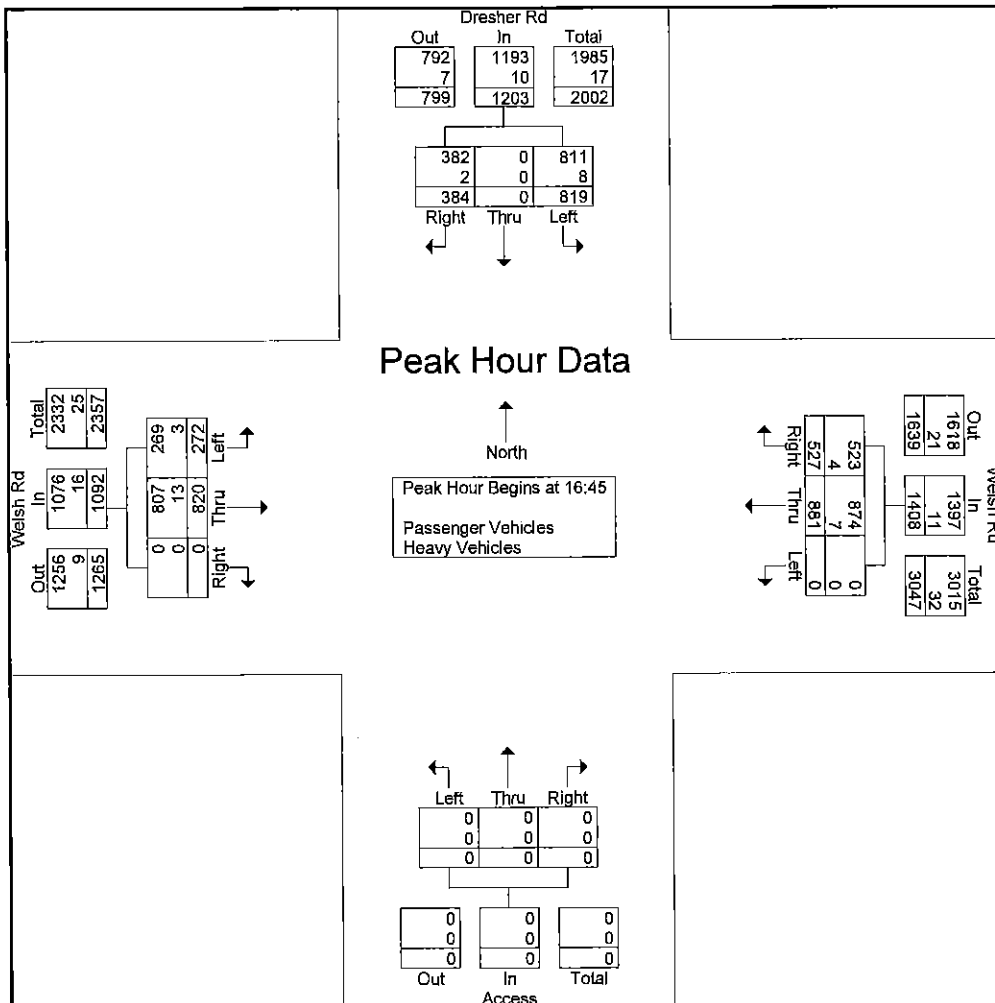 Dresher Rd
Out In Total
792 1193 1985
7 10 17
799 1203 2002
382 0 811
2 0 8
384 0 819
Right Thru Left
Peak Hour Data
North
Peak Hour Begins at 16:45
Passenger Vehicles
Heavy Vehicles
Welsh Rd
Out In Total
1256 1076 2332
9 16 25
1265 1092 2357
Right Thru Left
0 807 269
0 13 3
0 820 272
Welsh Rd
Out In Total
1618 1397 3015
21 11 32
1639 1408 3047
523 874 0
4 7 0
527 881 0
Right Thru Left
Left Thru Right
0 0 0
0 0 0
0 0 0
0 0 0
0 0 0
0 0 0
Out In Total
Access